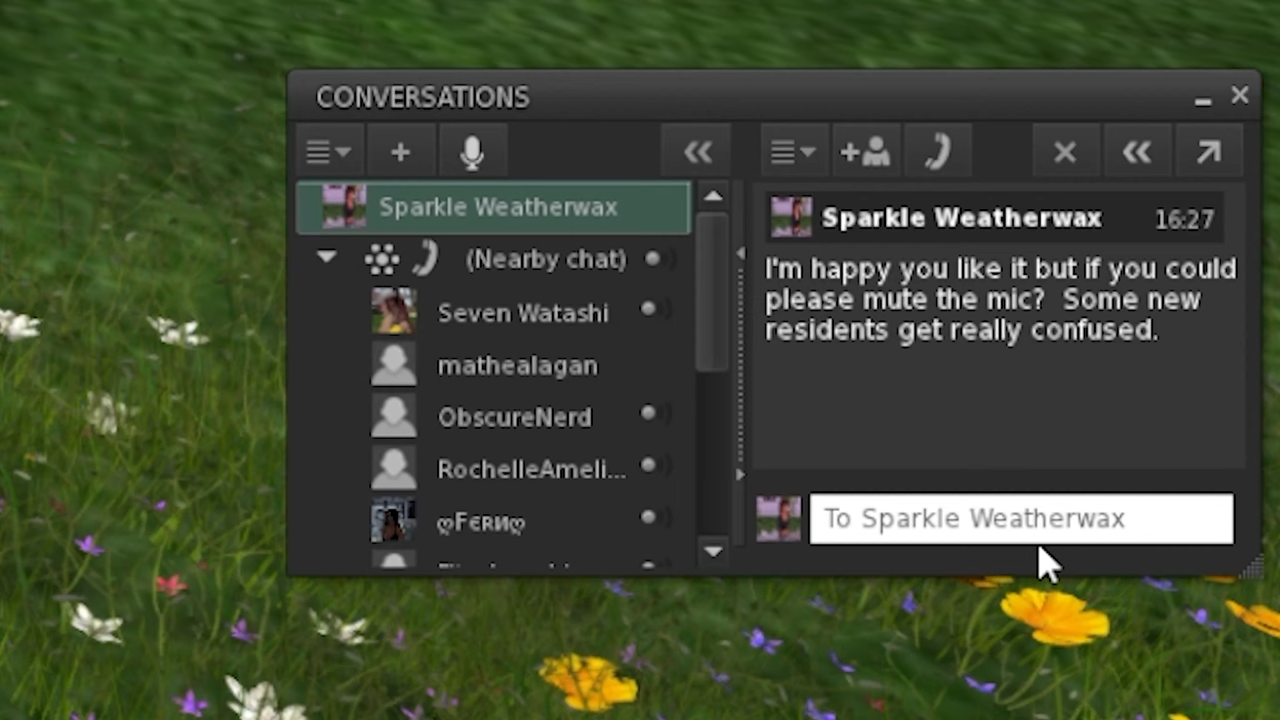 CONVERSATIONS
Sparkle Weatherwax
(Nearby chat)
Seven Watashi
mathealagan
ObscureNerd
RochelleAmeli...
ღFєяиღ
Sparkle Weatherwax 16:27
I'm happy you like it but if you could
please mute the mic?  Some new
residents get really confused.
To Sparkle Weatherwax